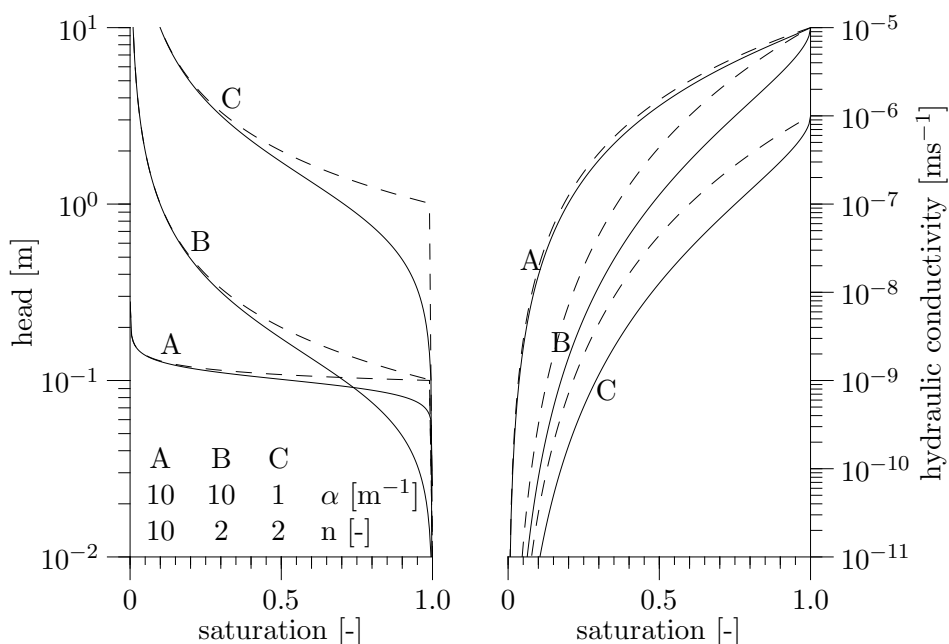 10^1
10^0
10^−1
10^−2
head [m]
C
B
A
A B C
10 10 1 α [m^−1]
10 2 2 n [-]
0 0.5 1.0
saturation [-]
A
B
C
10^−5
10^−6
10^−7
10^−8
10^−9
10^−10
10^−11
hydraulic conductivity [ms^−1]
0 0.5 1.0
saturation [-]